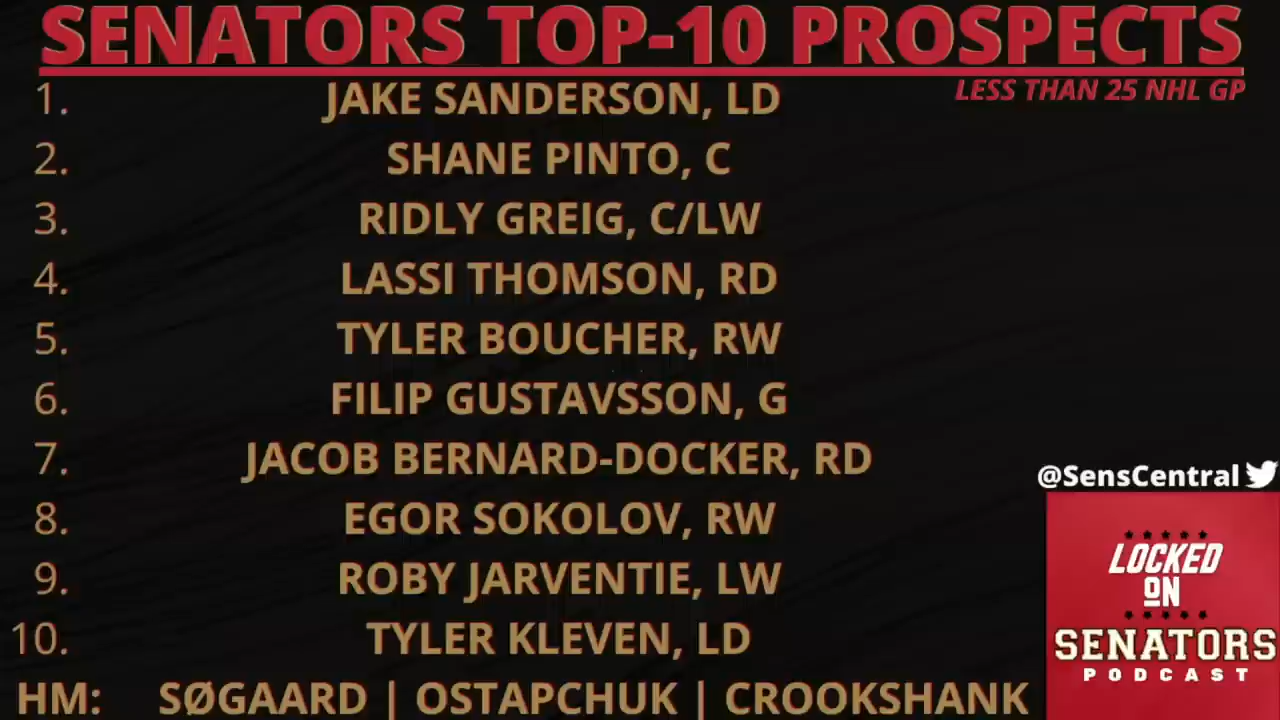 SENATORS TOP-10 PROSPECTS
LESS THAN 25 NHL GP
1. JAKE SANDERSON, LD
2. SHANE PINTO, C
3. RIDLY GREIG, C/LW
4. LASSI THOMSON, RD
5. TYLER BOUCHER, RW
6. FILIP GUSTAVSSON, G
7. JACOB BERNARD-DOCKER, RD
8. EGOR SOKOLOV, RW
9. ROBY JARVENTIE, LW
10. TYLER KLEVEN, LD
HM: SØGAARD | OSTAPCHUK | CROOKSHANK
@SensCentral
LOCKED
ON
SENATORS
PODCAST